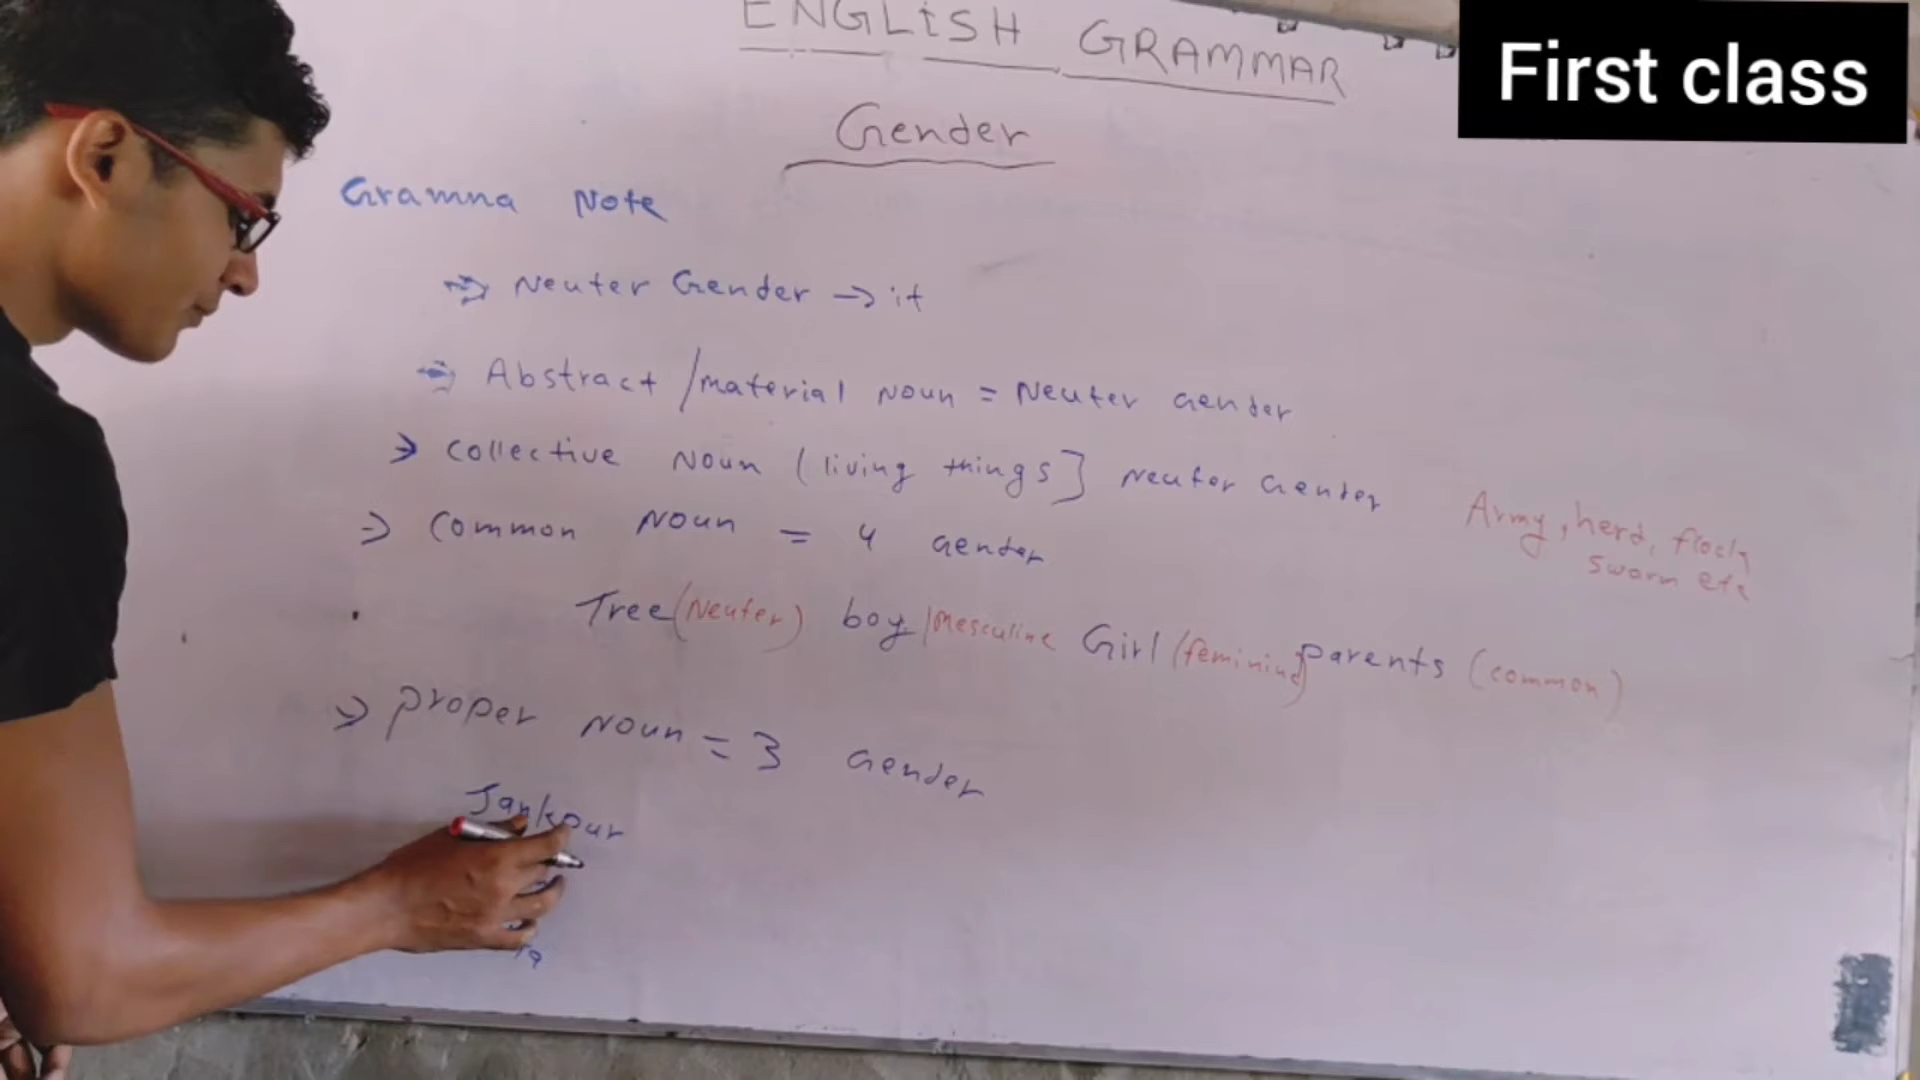 ENGLISH GRAMMAR
First class
Gender
Gramna Note
⇒ Neuter Gender → it
⇒ Abstract / material Noun = Neuter Gender
→ collective Noun (living things] Neuter Gender
Army, herd, flock
swarm etc
⇒ Common Noun = 4 Gender
Tree (Neuter) boy / Mesculine Girl / feminine) parents (common)
⇒ proper Noun = 3 Gender